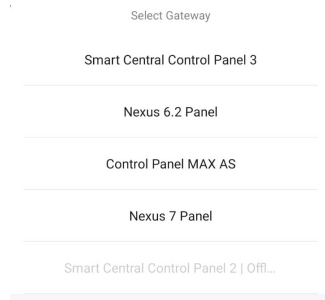 Select Gateway
Smart Central Control Panel 3
Nexus 6.2 Panel
Control Panel MAX AS
Nexus 7 Panel
Smart Central Control Panel 2 | Offl...